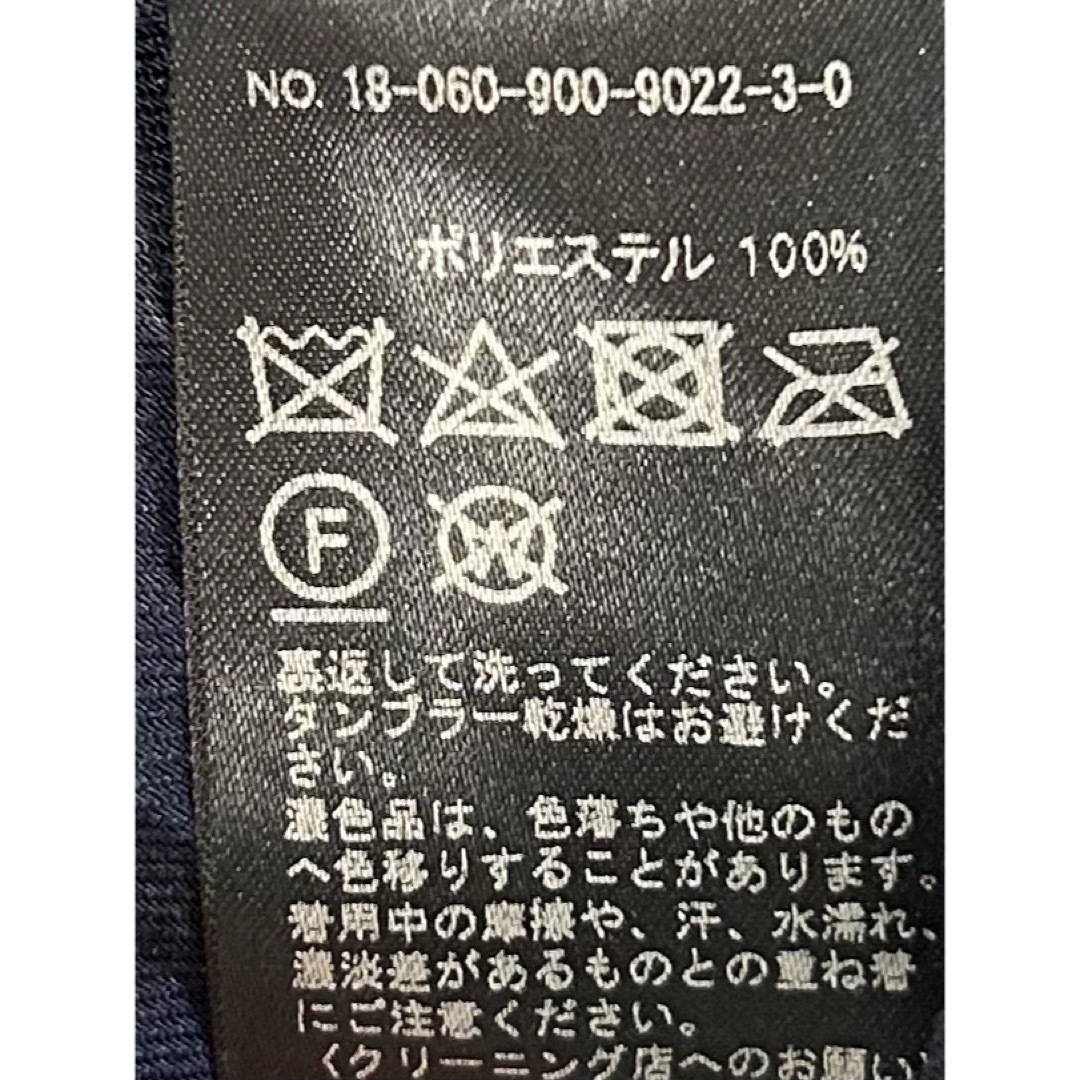 NO. 18-060-900-9022-3-0
ポリエステル 100%
F
W
裏返して洗ってください。
タンブラー乾燥はお避けくだ
さい。
濃色品は、色落ちや他のもの
へ色移りすることがあります。
着用中の摩擦や、汗、水濡れ、
濃淡差があるものとの重ね着
にご注意ください。
〈クリーニング店へのお願い〉